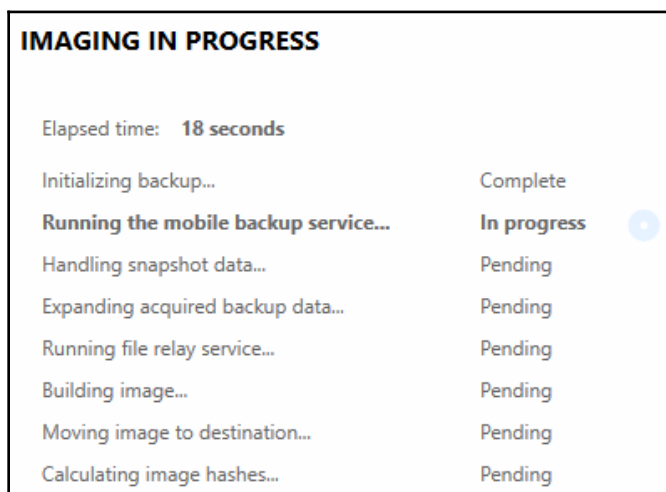 IMAGING IN PROGRESS
Elapsed time: 18 seconds
Initializing backup... Complete
Running the mobile backup service... In progress
Handling snapshot data... Pending
Expanding acquired backup data... Pending
Running file relay service... Pending
Building image... Pending
Moving image to destination... Pending
Calculating image hashes... Pending